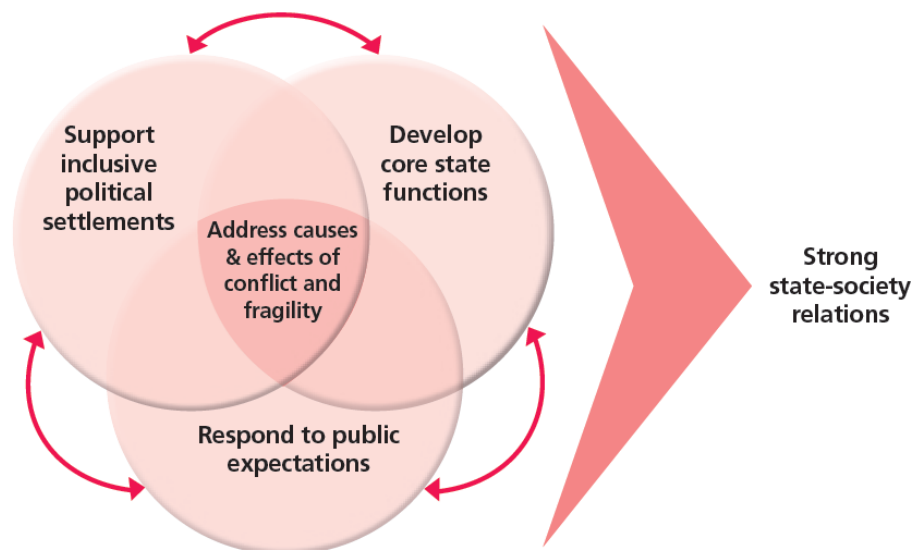 Support
inclusive
political
settlements
Develop
core state
functions
Address causes
& effects of
conflict and
fragility
Respond to public
expectations
Strong
state-society
relations